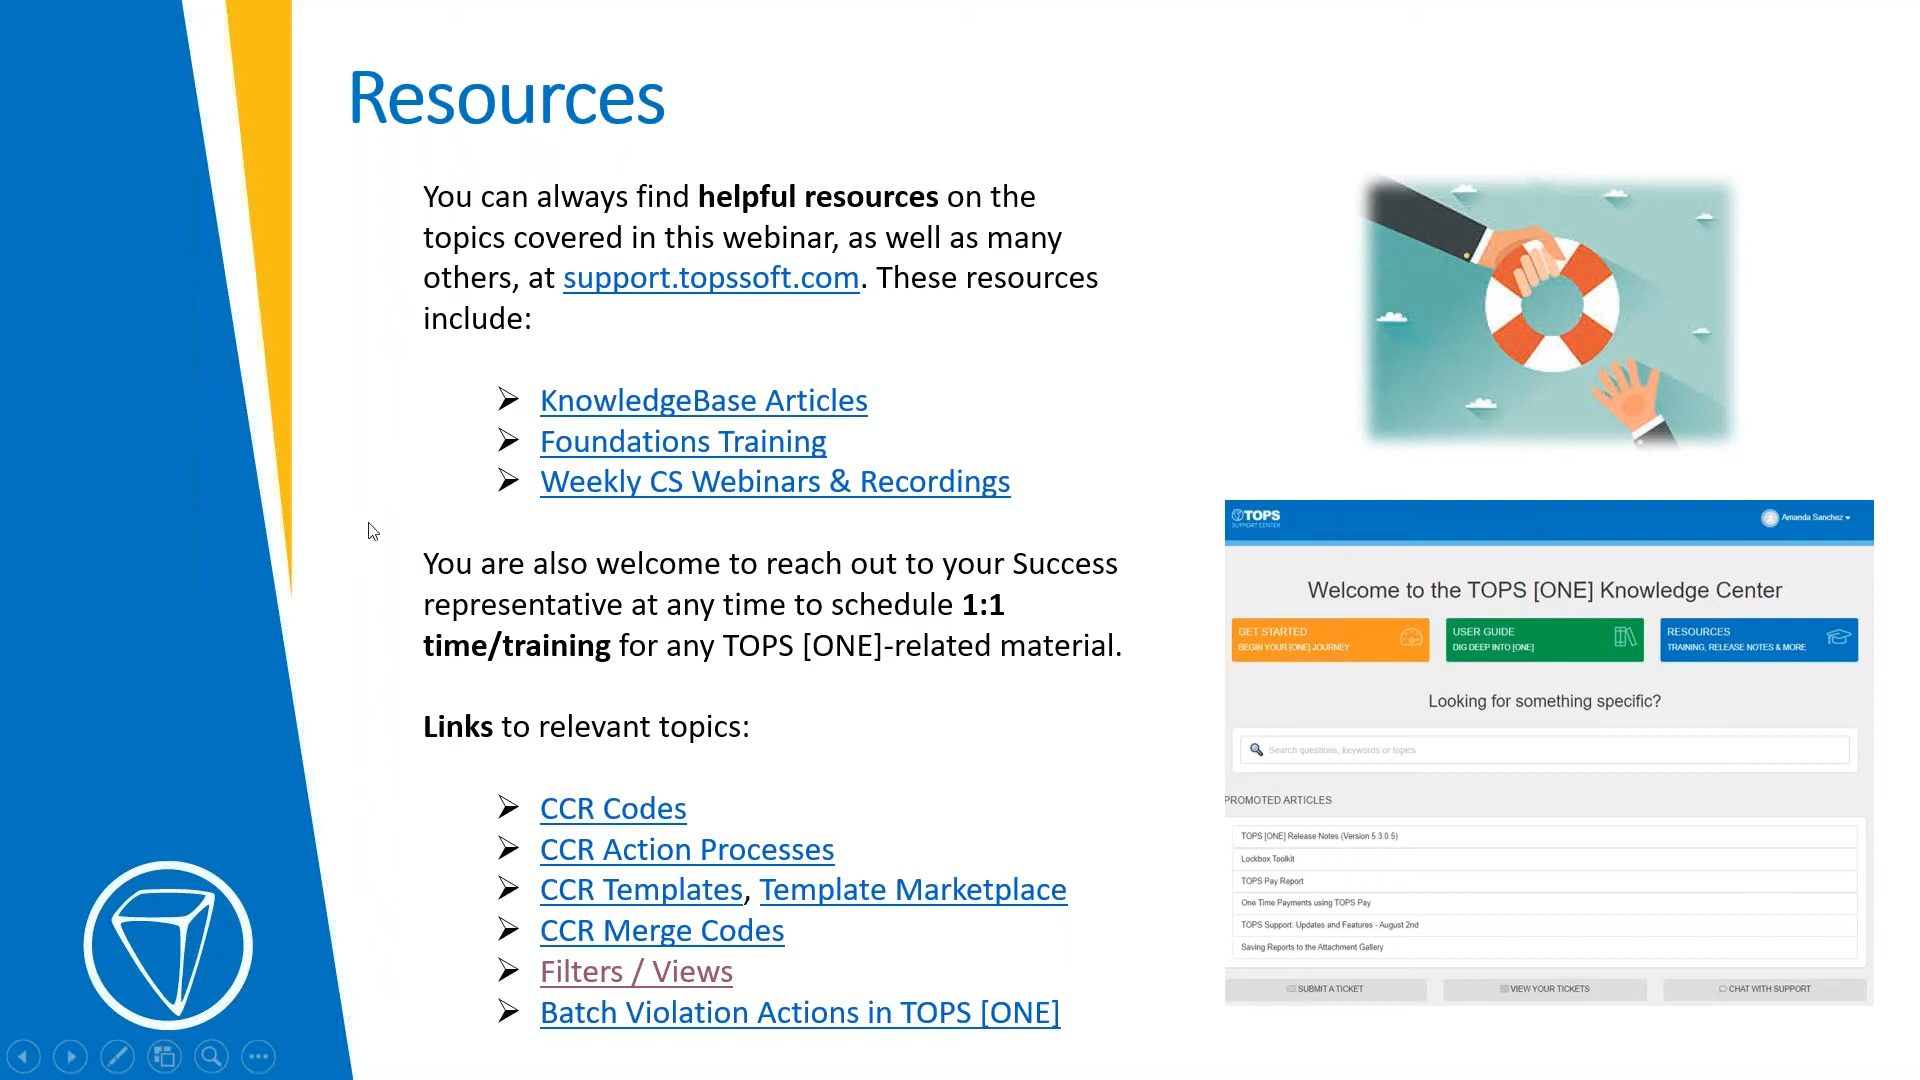 Resources
You can always find helpful resources on the
topics covered in this webinar, as well as many
others, at support.topssoft.com. These resources
include:
KnowledgeBase Articles
Foundations Training
Weekly CS Webinars & Recordings
You are also welcome to reach out to your Success
representative at any time to schedule 1:1
time/training for any TOPS [ONE]-related material.
Links to relevant topics:
CCR Codes
CCR Action Processes
CCR Templates, Template Marketplace
CCR Merge Codes
Filters / Views
Batch Violation Actions in TOPS [ONE]
TOPS
SUPPORT CENTER
Amanda Sanchez
Welcome to the TOPS [ONE] Knowledge Center
GET STARTED
BEGIN YOUR [ONE] JOURNEY
USER GUIDE
DIG DEEP INTO [ONE]
RESOURCES
TRAINING, RELEASE NOTES & MORE
Looking for something specific?
Search questions, keywords or topics
PROMOTED ARTICLES
TOPS [ONE] Release Notes (Version 5.3.0.5)
Lockbox Toolkit
TOPS Pay Report
One Time Payments using TOPS Pay
TOPS Support: Updates and Features - August 2nd
Saving Reports to the Attachment Gallery
SUBMIT A TICKET
VIEW YOUR TICKETS
CHAT WITH SUPPORT